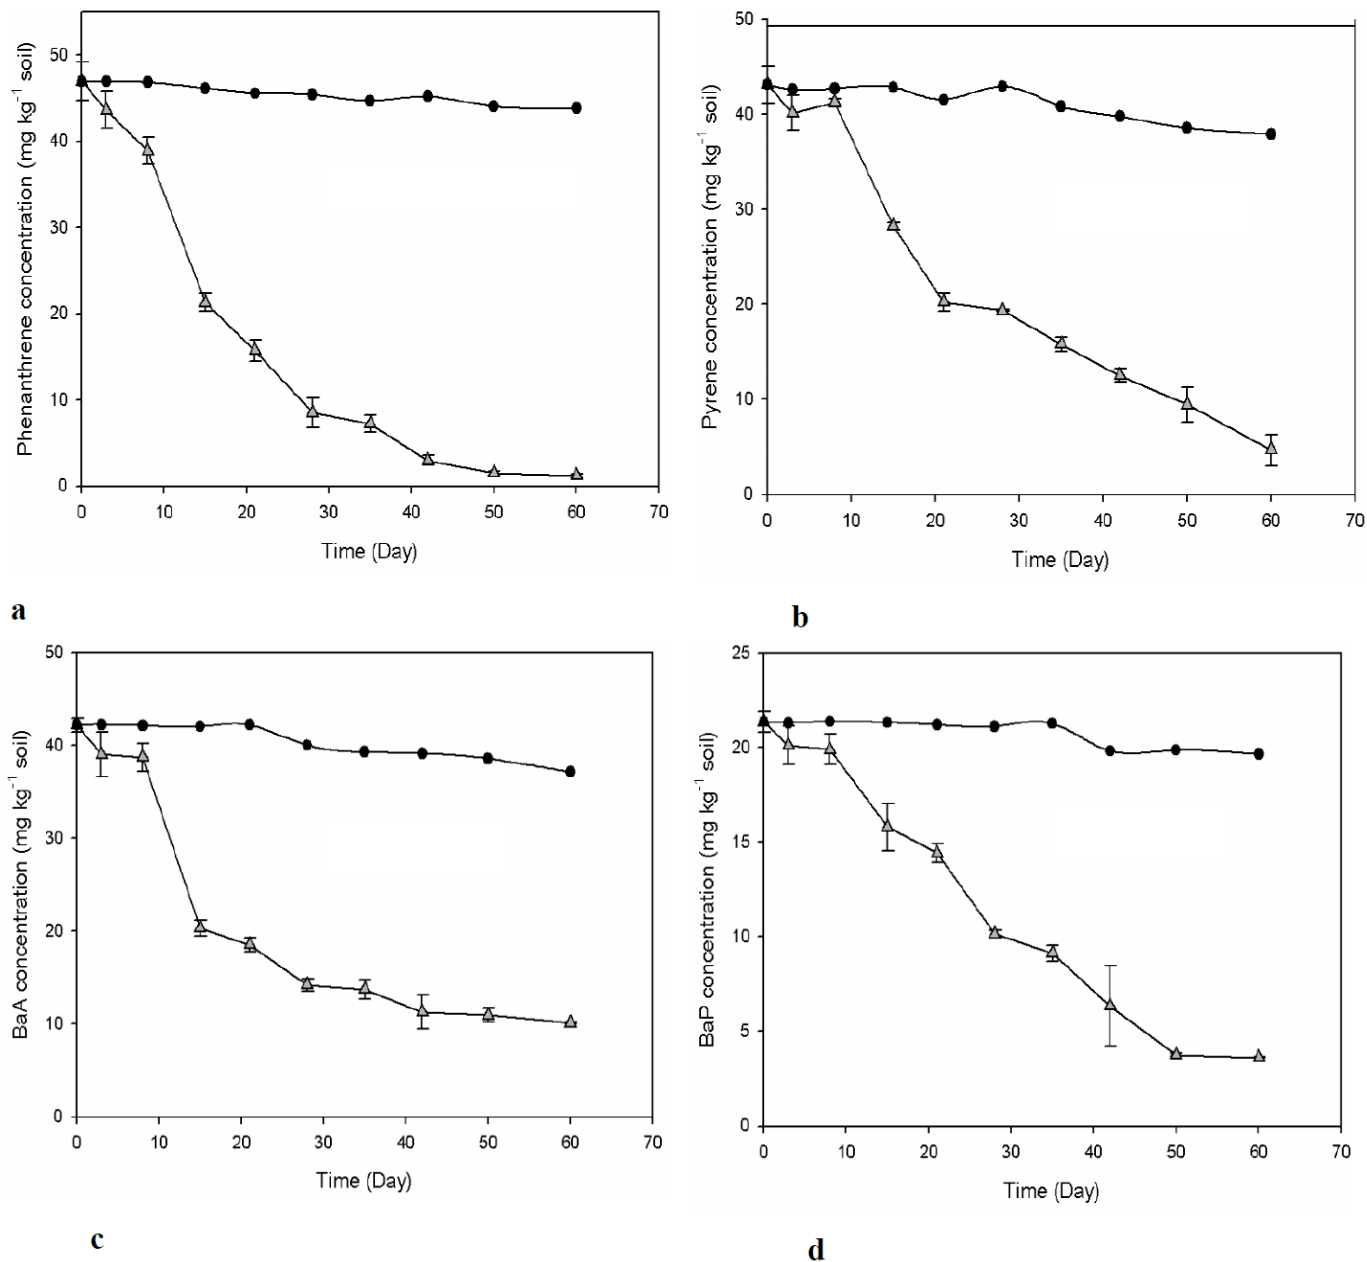 Phenanthrene concentration (mg kg⁻¹ soil)
50
40
30
20
10
0
0 10 20 30 40 50 60 70
Time (Day)
a
Pyrene concentration (mg kg⁻¹ soil)
50
40
30
20
10
0
0 10 20 30 40 50 60 70
Time (Day)
b
BaA concentration (mg kg⁻¹ soil)
50
40
30
20
10
0
0 10 20 30 40 50 60 70
Time (Day)
c
BaP concentration (mg kg⁻¹ soil)
25
20
15
10
5
0
0 10 20 30 40 50 60 70
Time (Day)
d